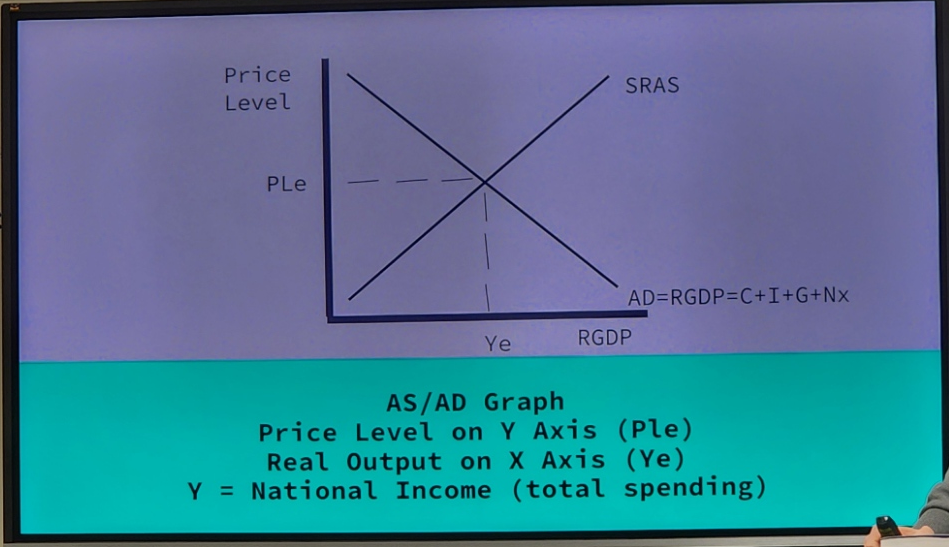 Price
Level
SRAS
PLe
AD=RGDP=C+I+G+Nx
Ye
RGDP
AS/AD Graph
Price Level on Y Axis (Ple)
Real Output on X Axis (Ye)
Y = National Income (total spending)